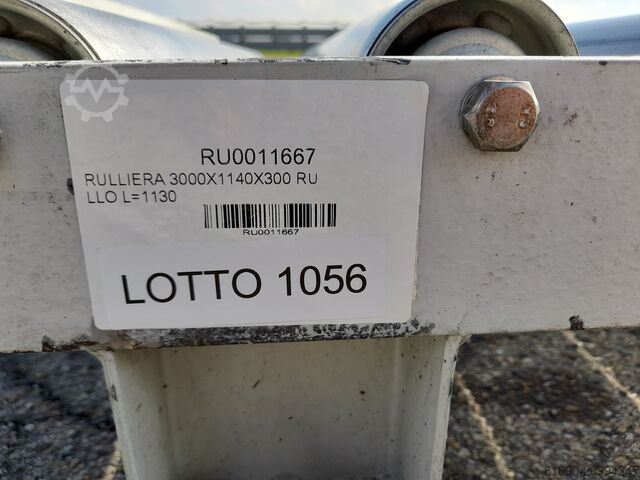 RU0011667
RULLIERA 3000X1140X300 RU
LLO L=1130
RU0011667
LOTTO 1056